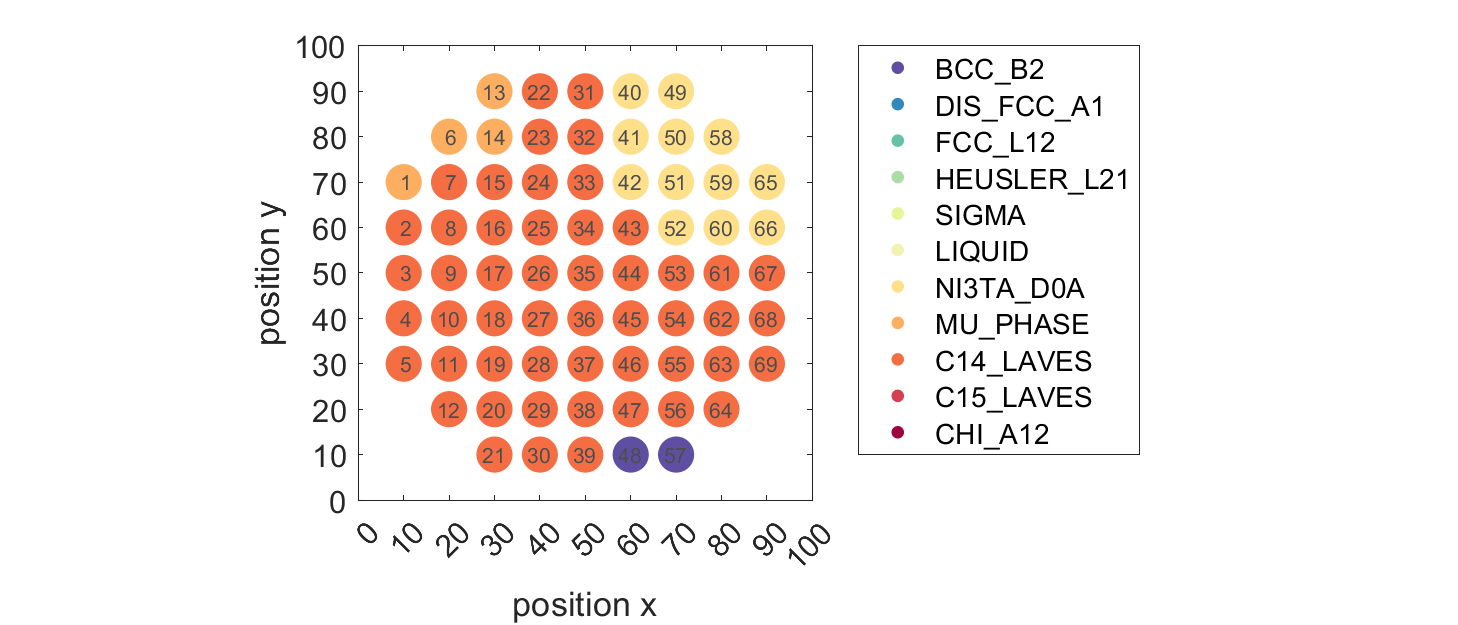 100
90 13 22 31 40 49
80 6 14 23 32 41 50 58
70 1 7 15 24 33 42 51 59 65
60 2 8 16 25 34 43 52 60 66
50 3 9 17 26 35 44 53 61 67
40 4 10 18 27 36 45 54 62 68
30 5 11 19 28 37 46 55 63 69
20 12 20 29 38 47 56 64
10 21 30 39 48 57
0
position y
0 10 20 30 40 50 60 70 80 90 100
position x
BCC_B2
DIS_FCC_A1
FCC_L12
HEUSLER_L21
SIGMA
LIQUID
NI3TA_D0A
MU_PHASE
C14_LAVES
C15_LAVES
CHI_A12